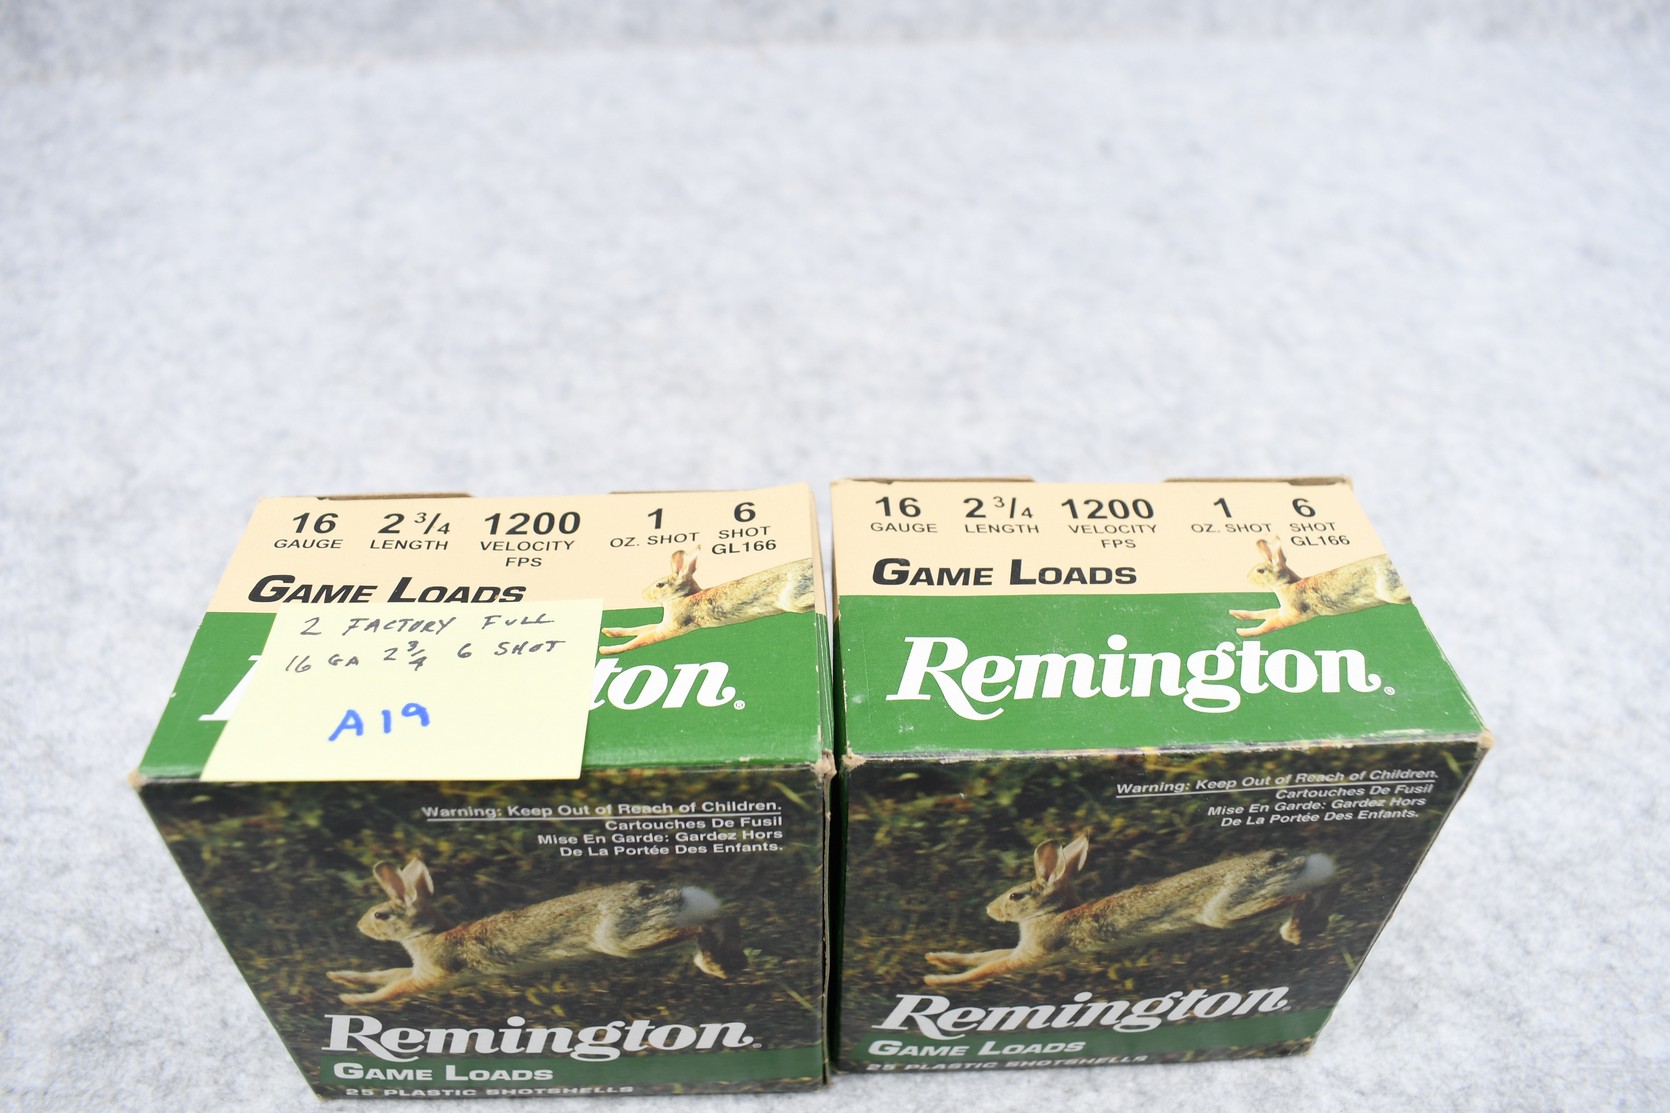 16 2 3/4 1200 1 6
GAUGE LENGTH VELOCITY FPS OZ. SHOT SHOT
GL166
GAME LOADS
2 FACTORY FULL
16 GA 2 3/4 6 SHOT
A19
ton®
Warning: Keep Out of Reach of Children.
Cartouches De Fusil
Mise En Garde: Gardez Hors
De La Portée Des Enfants.
Remington®
GAME LOADS
25 PLASTIC SHOTSHELLS
16 2 3/4 1200 1 6
GAUGE LENGTH VELOCITY FPS OZ. SHOT SHOT
GL166
GAME LOADS
Remington®
Warning: Keep Out of Reach of Children.
Cartouches De Fusil
Mise En Garde: Gardez Hors
De La Portée Des Enfants.
Remington®
GAME LOADS
25 PLASTIC SHOTSHELLS